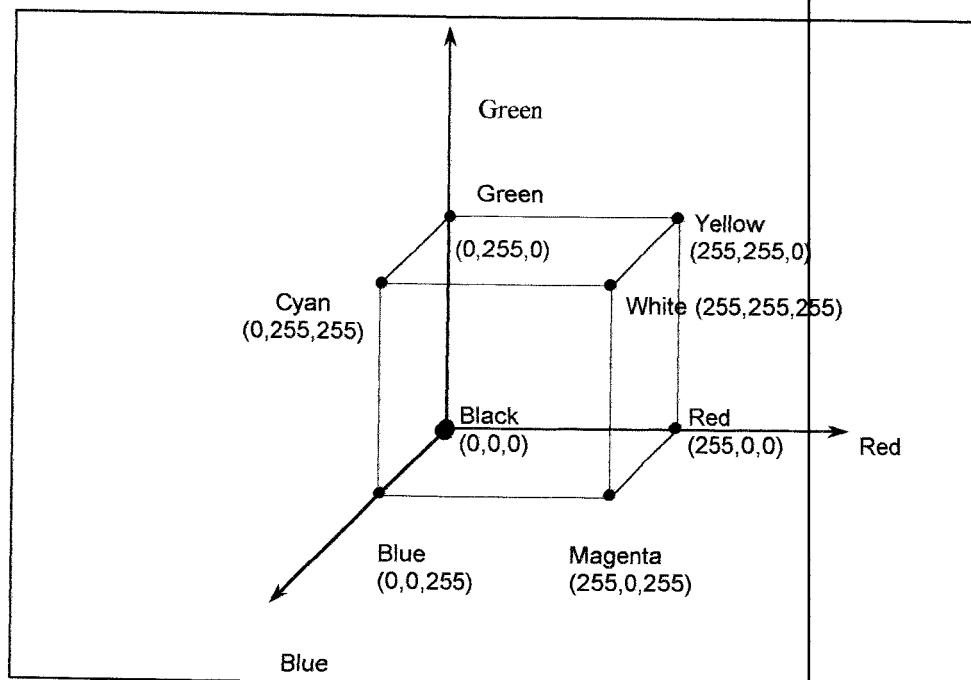 Green
Green
(0,255,0)
Yellow
(255,255,0)
Cyan
(0,255,255)
White (255,255,255)
Black
(0,0,0)
Red
(255,0,0)
Red
Blue
(0,0,255)
Magenta
(255,0,255)
Blue